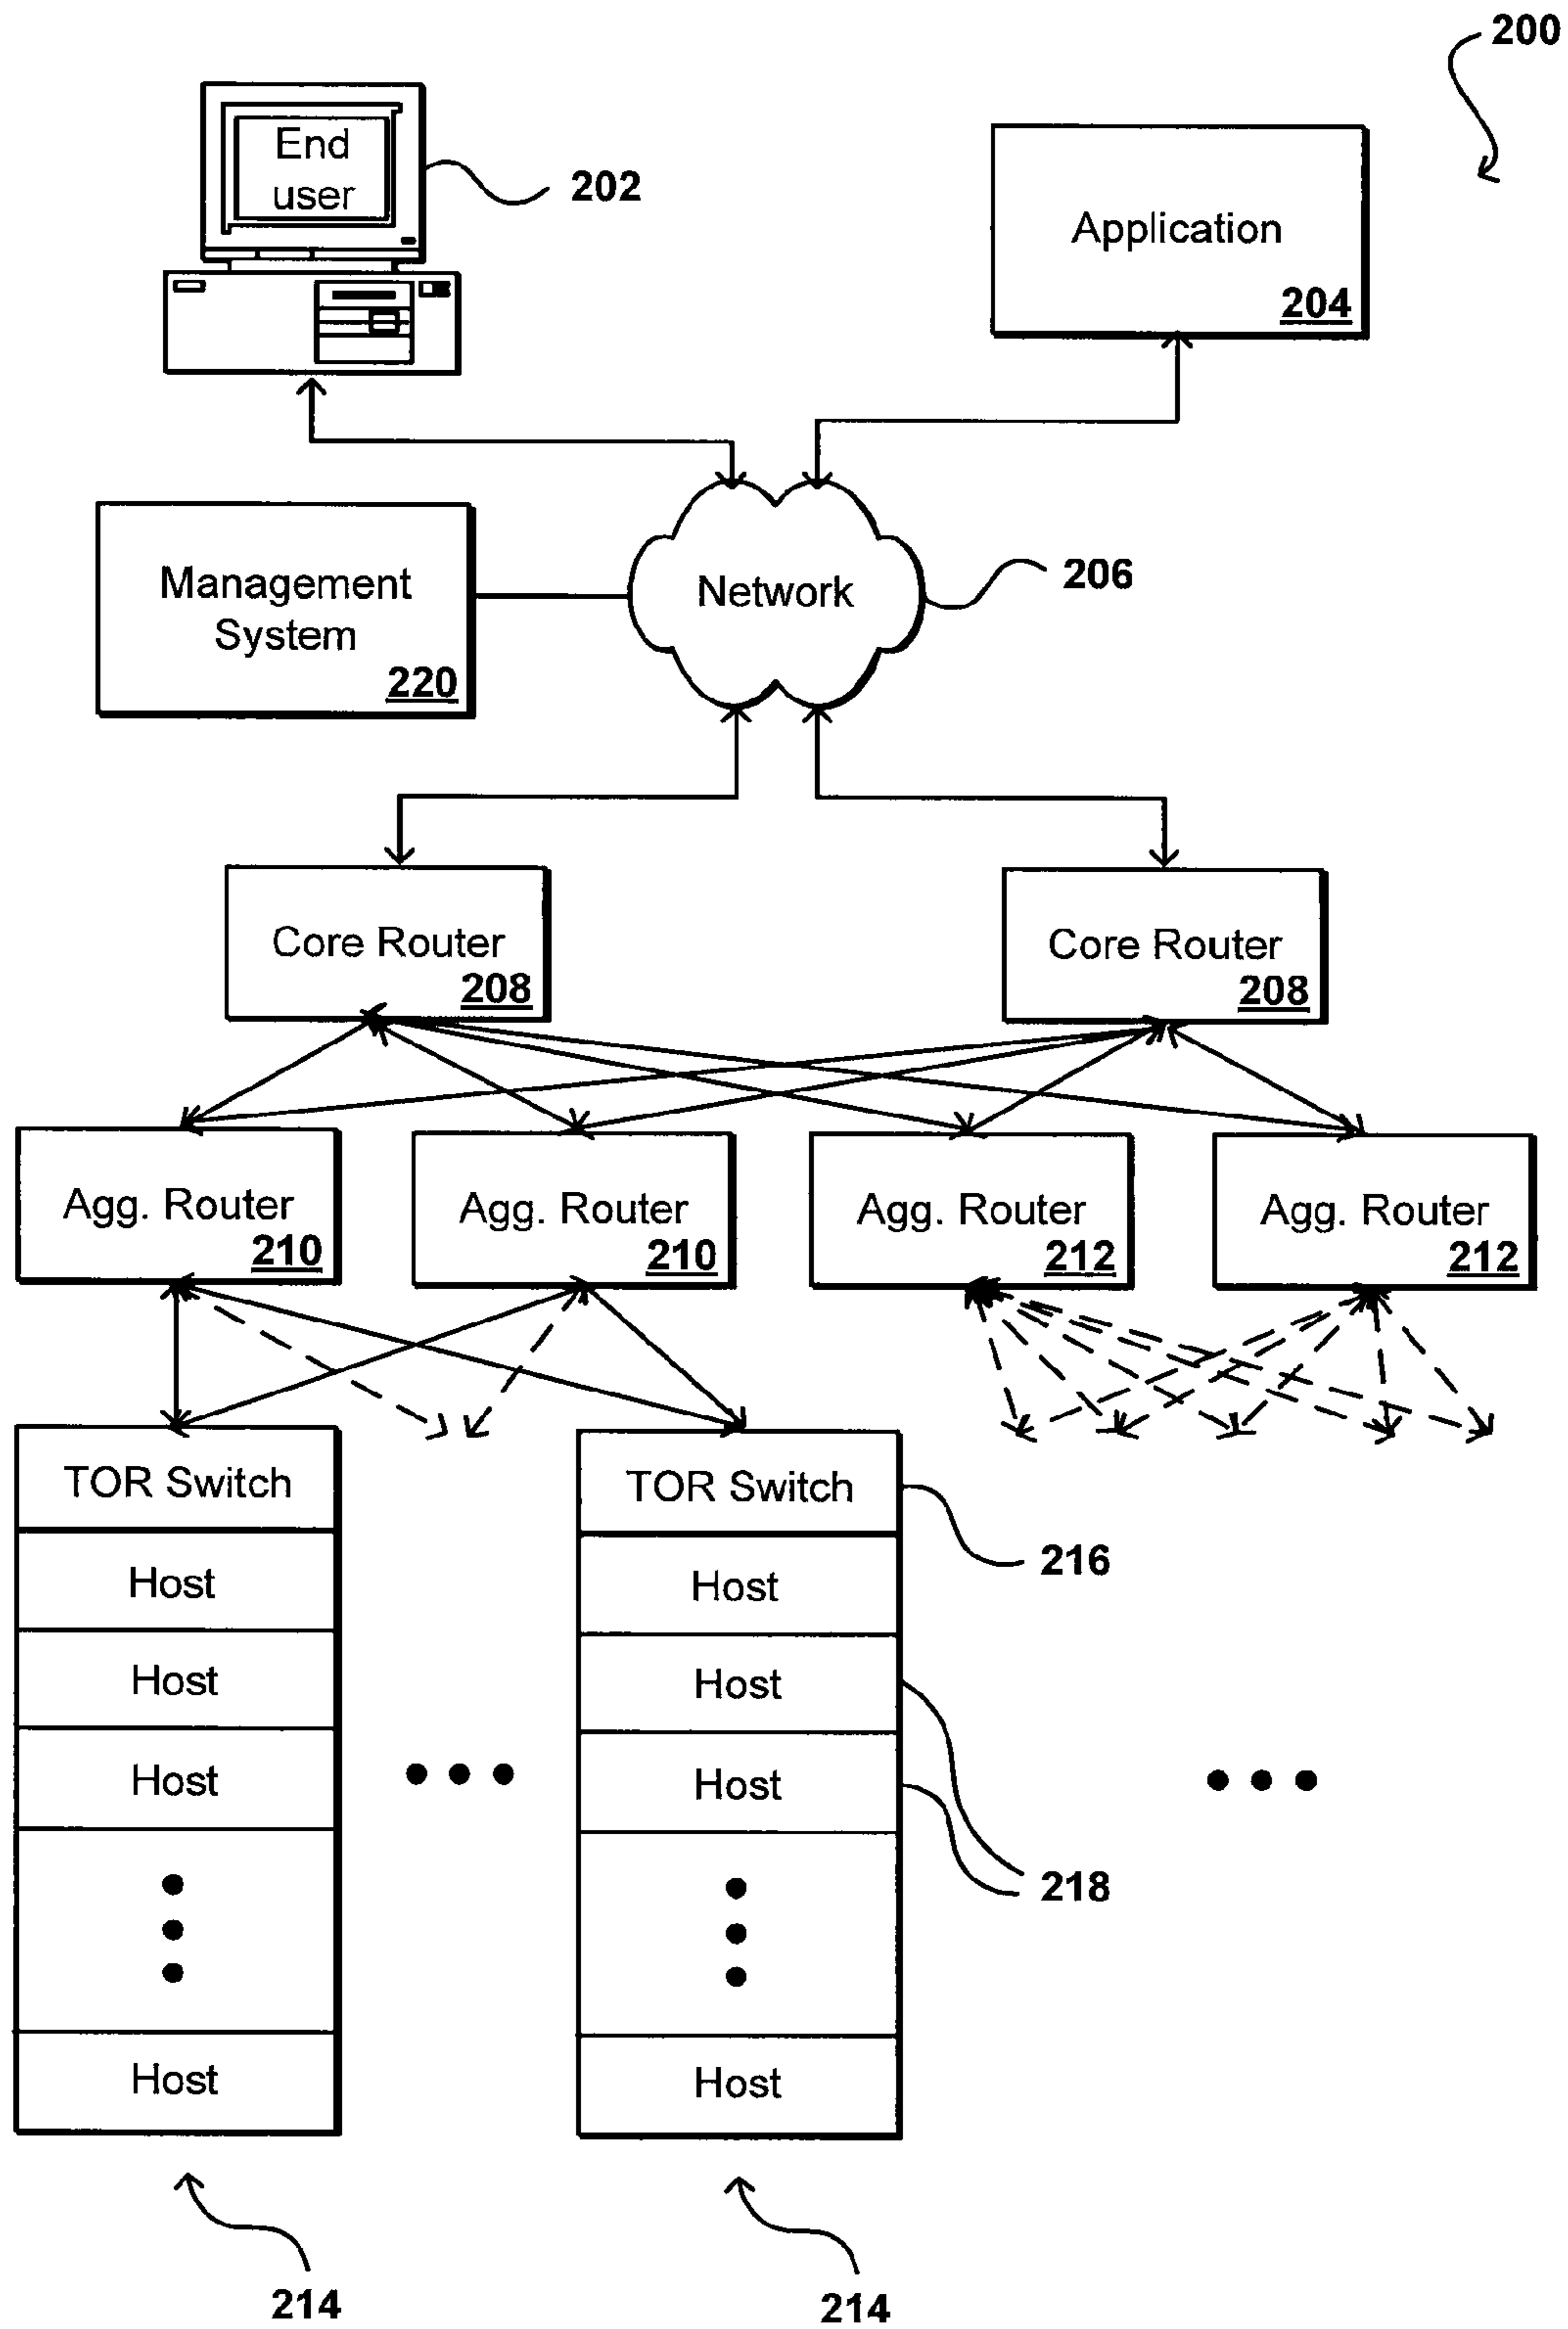 200
End
user
202
Application
204
Management
System
220
Network
206
Core Router
208
Core Router
208
Agg. Router
210
Agg. Router
210
Agg. Router
212
Agg. Router
212
TOR Switch
Host
Host
Host
Host
TOR Switch
Host
Host
Host
Host
216
218
214
214